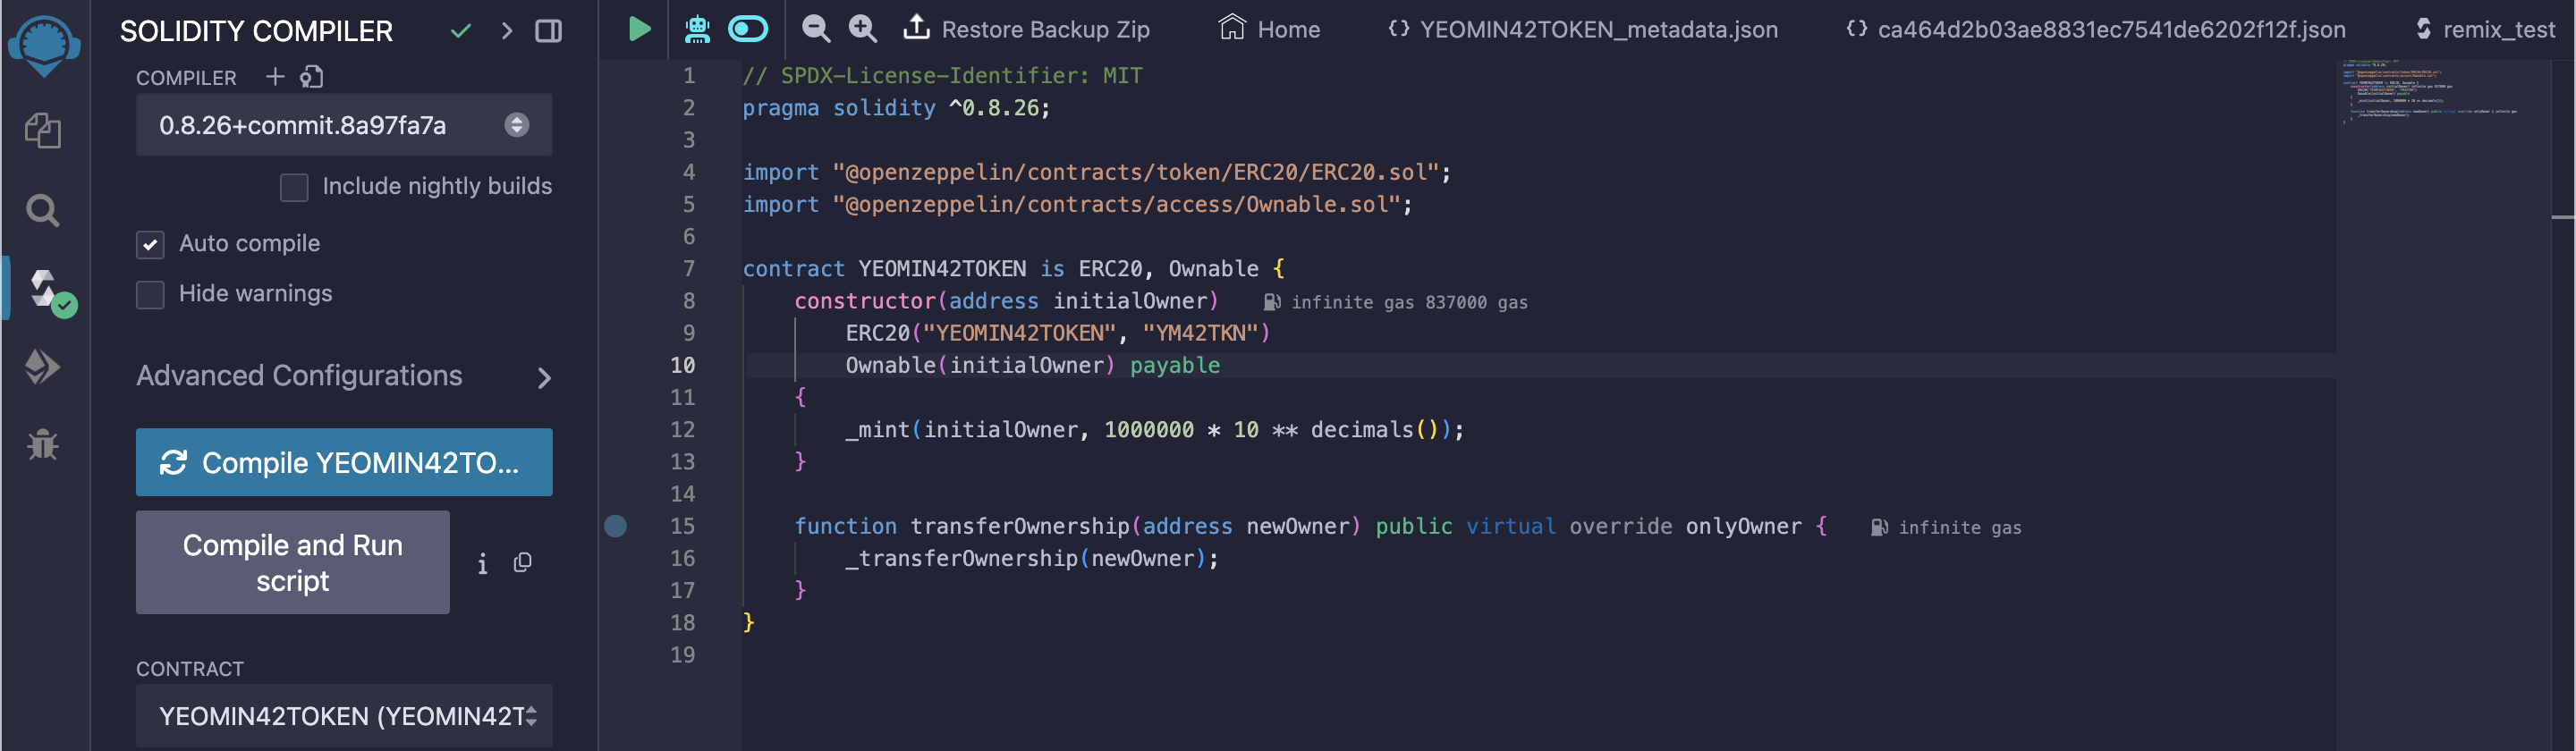 SOLIDITY COMPILER
COMPILER
0.8.26+commit.8a97fa7a
Include nightly builds
Auto compile
Hide warnings
Advanced Configurations
Compile YEOMIN42TO...
Compile and Run
script
i
CONTRACT
YEOMIN42TOKEN (YEOMIN42T
Restore Backup Zip
Home
{} YEOMIN42TOKEN_metadata.json
{} ca464d2b03ae8831ec7541de6202f12f.json
remix_test
1 // SPDX-License-Identifier: MIT
2 pragma solidity ^0.8.26;
3
4 import "@openzeppelin/contracts/token/ERC20/ERC20.sol";
5 import "@openzeppelin/contracts/access/Ownable.sol";
6
7 contract YEOMIN42TOKEN is ERC20, Ownable {
8 constructor(address initialOwner) infinite gas 837000 gas
9 ERC20("YEOMIN42TOKEN", "YM42TKN")
10 Ownable(initialOwner) payable
11 {
12 _mint(initialOwner, 1000000 * 10 ** decimals());
13 }
14
15 function transferOwnership(address newOwner) public virtual override onlyOwner { infinite gas
16 _transferOwnership(newOwner);
17 }
18 }
19